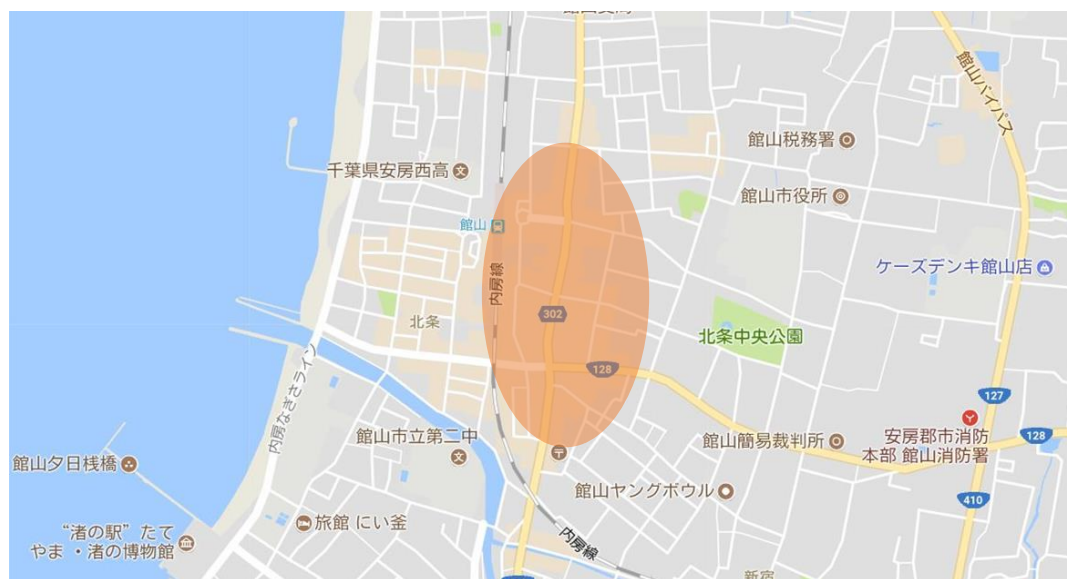 館山バイパス
館山税務署
千葉県安房西高
館山市役所
館山
ケーズデンキ館山店
内房線
302
北条
北条中央公園
内房なぎさライン
128
127
安房郡市消防
本部 館山消防署
128
館山市立第二中
館山簡易裁判所
館山夕日桟橋
館山ヤングボウル
410
“渚の駅” たて
やま ・渚の博物館
旅館 にい釜
内房線
新宿